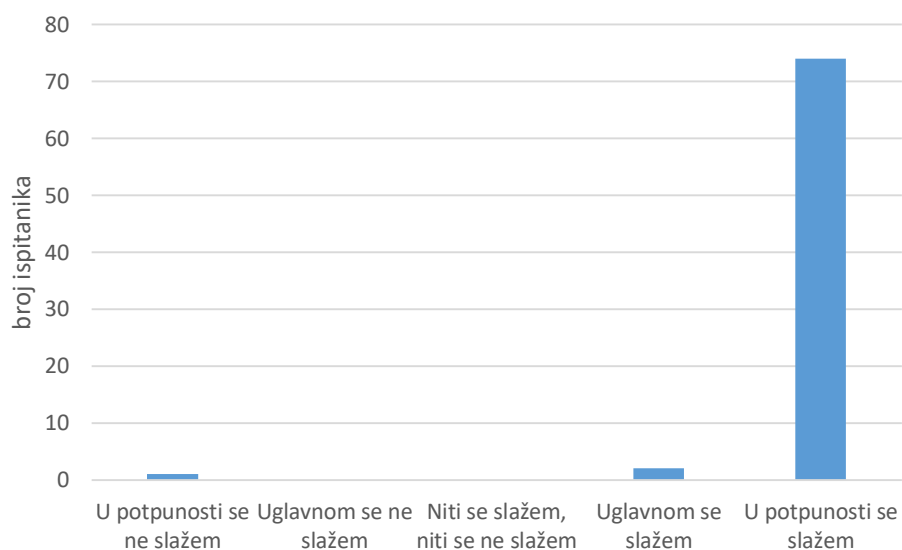 80
70
60
50
40
30
20
10
0
broj ispitanika
U potpunosti se
ne slažem
Uglavnom se ne
slažem
Niti se slažem,
niti se ne slažem
Uglavnom se
slažem
U potpunosti se
slažem